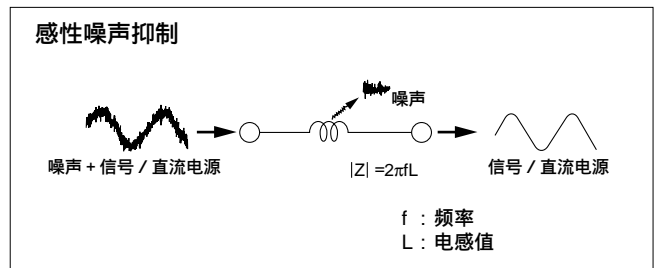 感性噪声抑制
噪声
噪声 + 信号 / 直流电源
|Z| =2πfL
信号 / 直流电源
f : 频率
L : 电感值